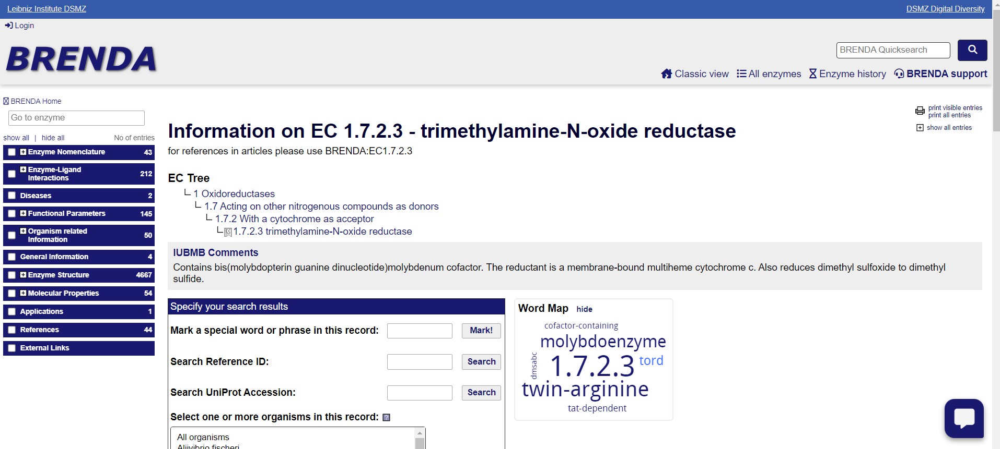 Leibniz Institute DSMZ
DSMZ Digital Diversity
Login
BRENDA
BRENDA Quicksearch
Classic view
All enzymes
Enzyme history
BRENDA support
BRENDA Home
Go to enzyme
show all | hide all No of entries
Enzyme Nomenclature 43
Enzyme-Ligand
Interactions 212
Diseases 2
Functional Parameters 145
Organism related
Information 50
General Information 4
Enzyme Structure 4667
Molecular Properties 54
Applications 1
References 44
External Links
print visible entries
print all entries
show all entries
Information on EC 1.7.2.3 - trimethylamine-N-oxide reductase
for references in articles please use BRENDA:EC1.7.2.3
EC Tree
1 Oxidoreductases
1.7 Acting on other nitrogenous compounds as donors
1.7.2 With a cytochrome as acceptor
1.7.2.3 trimethylamine-N-oxide reductase
IUBMB Comments
Contains bis(molybdopterin guanine dinucleotide)molybdenum cofactor. The reductant is a membrane-bound multiheme cytochrome c. Also reduces dimethyl sulfoxide to dimethyl
sulfide.
Specify your search results
Mark a special word or phrase in this record: Mark!
Search Reference ID: Search
Search UniProt Accession: Search
Select one or more organisms in this record: ?
All organisms
Aliivibrio fischeri
Word Map hide
cofactor-containing
molybdoenzyme
dmsabc
1.7.2.3
tord
twin-arginine
tat-dependent